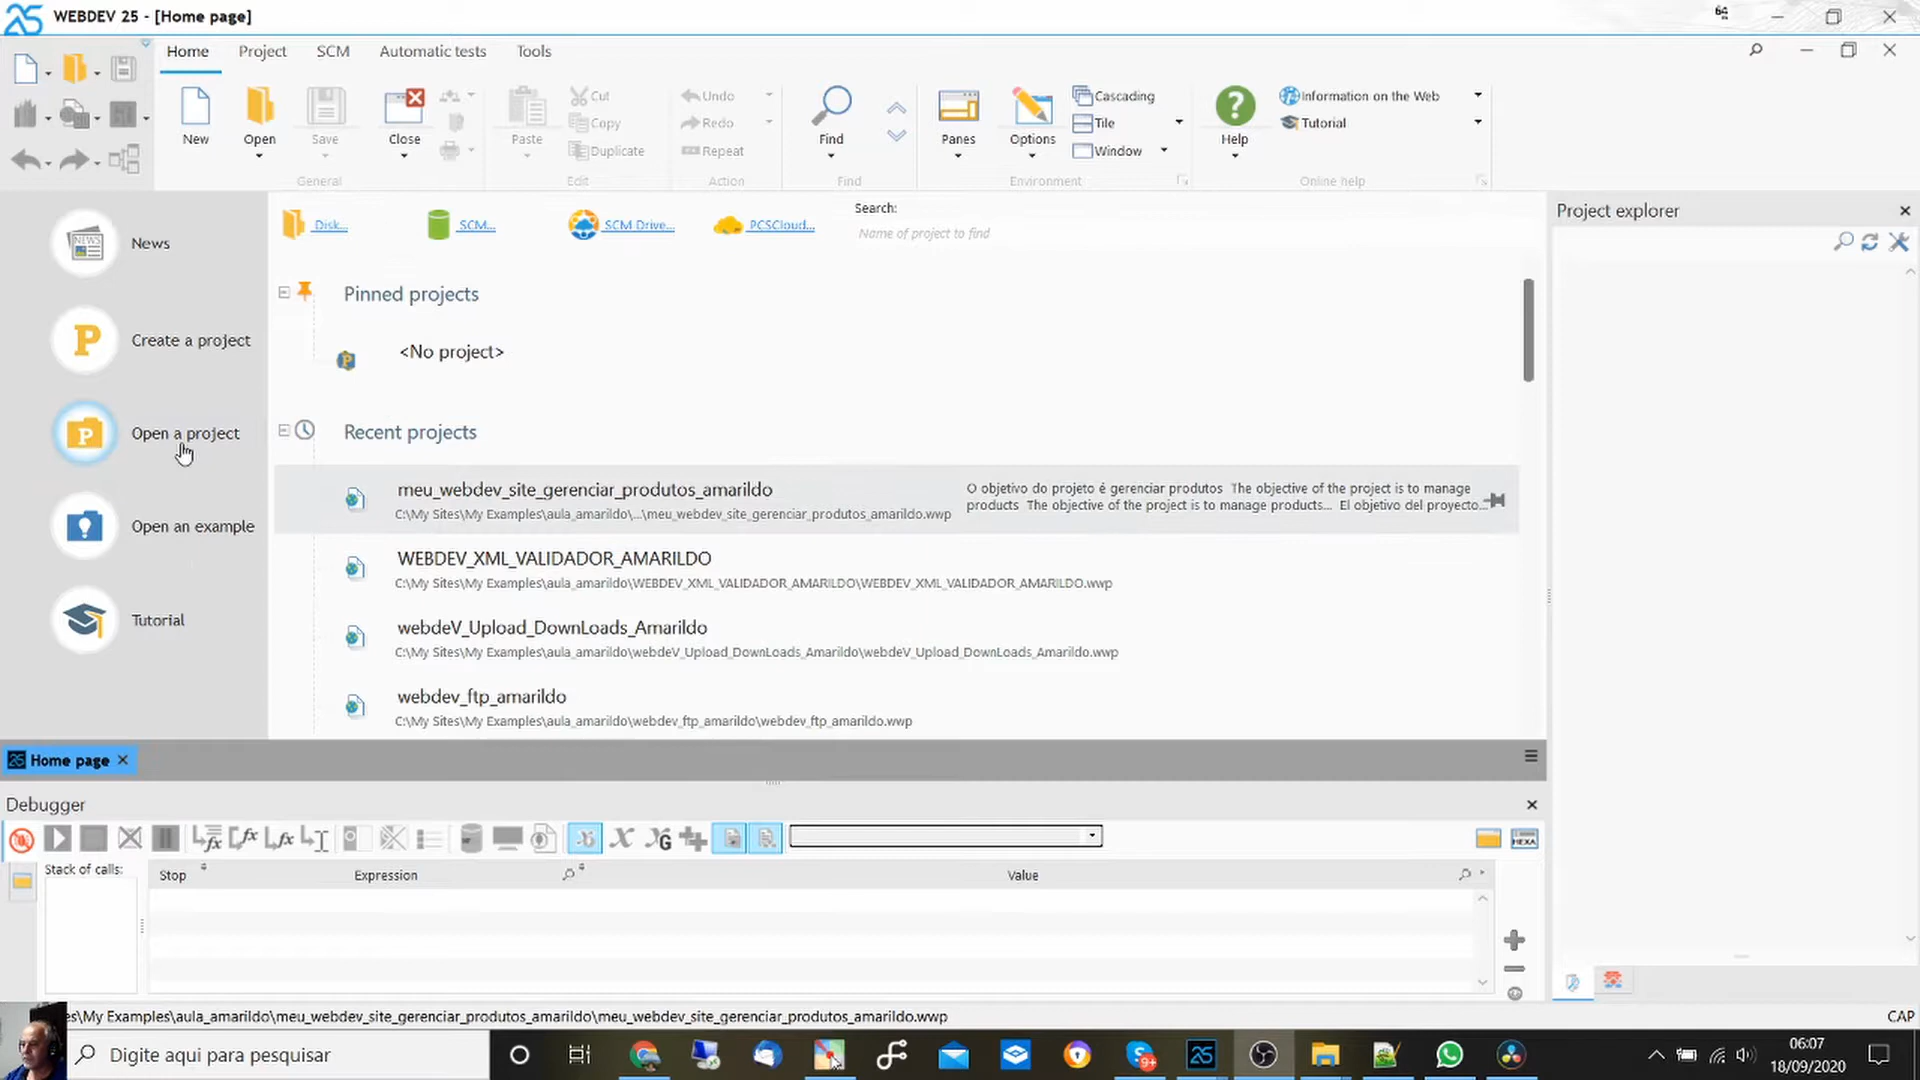 WEBDEV 25 - [Home page]
64
Home Project SCM Automatic tests Tools
New Open Save Close
Paste Cut Copy Duplicate
Undo Redo Repeat
Find
Panes Options Cascading Tile Window
Help Information on the Web Tutorial
General Edit Action Find Environment Online help
News
Create a project
Open a project
Open an example
Tutorial
Disk... SCM... SCM Drive... PCSCloud...
Search:
Name of project to find
Pinned projects
<No project>
Recent projects
meu_webdev_site_gerenciar_produtos_amarildo
C:\My Sites\My Examples\aula_amarildo\...\meu_webdev_site_gerenciar_produtos_amarildo.wwp
O objetivo do projeto é gerenciar produtos The objective of the project is to manage
products The objective of the project is to manage products... El objetivo del proyecto...
WEBDEV_XML_VALIDADOR_AMARILDO
C:\My Sites\My Examples\aula_amarildo\WEBDEV_XML_VALIDADOR_AMARILDO\WEBDEV_XML_VALIDADOR_AMARILDO.wwp
webdeV_Upload_DownLoads_Amarildo
C:\My Sites\My Examples\aula_amarildo\webdeV_Upload_DownLoads_Amarildo\webdeV_Upload_DownLoads_Amarildo.wwp
webdev_ftp_amarildo
C:\My Sites\My Examples\aula_amarildo\webdev_ftp_amarildo\webdev_ftp_amarildo.wwp
Project explorer
25 Home page
Debugger
HEXA
Stack of calls: Stop Expression Value
es\My Examples\aula_amarildo\meu_webdev_site_gerenciar_produtos_amarildo\meu_webdev_site_gerenciar_produtos_amarildo.wwp
CAP
Digite aqui para pesquisar
9+
25
06:07
18/09/2020